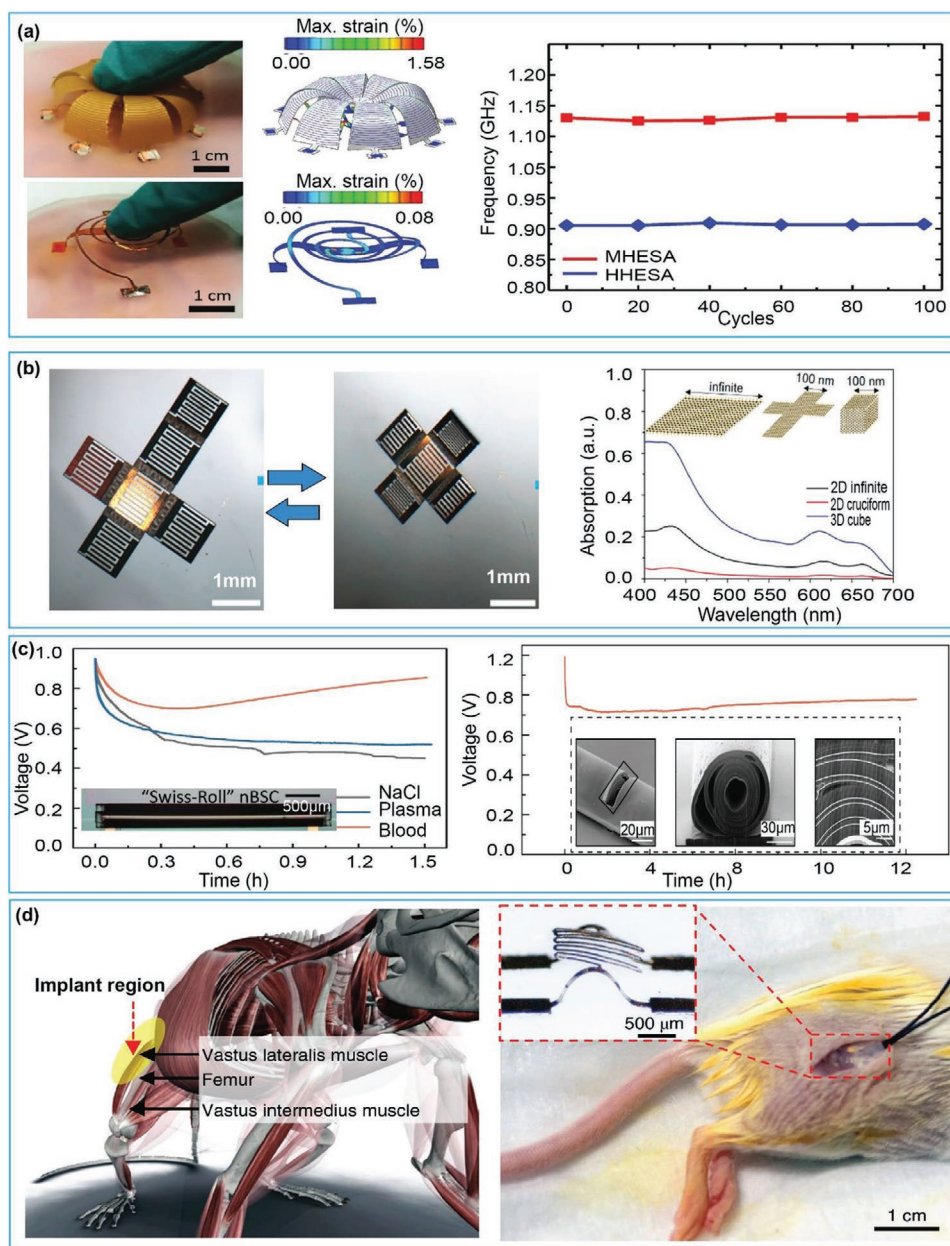 (a)
Max. strain (%)
0.00 1.58
1 cm
Max. strain (%)
0.00 0.08
1 cm
Frequency (GHz)
1.20
1.15
1.10
1.05
1.00
0.95
0.90
0.85
0.80
MHESA
HHESA
0 20 40 60 80 100
Cycles
(b)
1mm
1mm
Absorption (a.u.)
1.0
0.8
0.6
0.4
0.2
0.0
infinite
100 nm
100 nm
2D infinite
2D cruciform
3D cube
400 450 500 550 600 650 700
Wavelength (nm)
(c)
Voltage (V)
1.0
0.8
0.6
0.4
0.2
0.0
"Swiss-Roll" nBSC
500μm
NaCl
Plasma
Blood
0.0 0.3 0.6 0.9 1.2 1.5
Time (h)
Voltage (V)
1.2
0.8
0.4
0.0
20μm
30μm
5μm
0 4 8 10 12
Time (h)
(d)
Implant region
Vastus lateralis muscle
Femur
Vastus intermedius muscle
500 μm
1 cm